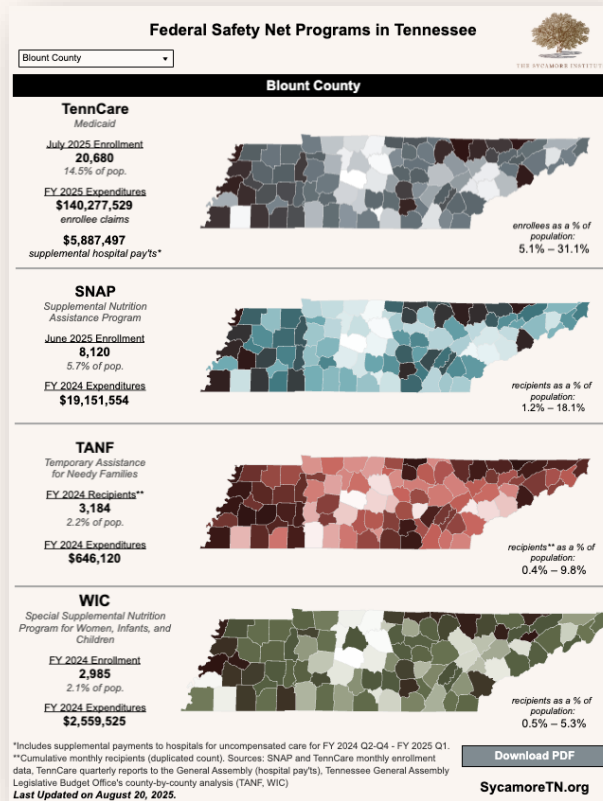 Federal Safety Net Programs in Tennessee
Blount County
THE SYCAMORE INSTITUTE
Blount County
TennCare
Medicaid
July 2025 Enrollment
20,680
14.5% of pop.
FY 2025 Expenditures
$140,277,529
enrollee claims
$5,887,497
supplemental hospital pay'ts*
enrollees as a % of
population:
5.1% – 31.1%
SNAP
Supplemental Nutrition
Assistance Program
June 2025 Enrollment
8,120
5.7% of pop.
FY 2024 Expenditures
$19,151,554
recipients as a % of
population:
1.2% – 18.1%
TANF
Temporary Assistance
for Needy Families
FY 2024 Recipients**
3,184
2.2% of pop.
FY 2024 Expenditures
$646,120
recipients** as a % of
population:
0.4% – 9.8%
WIC
Special Supplemental Nutrition
Program for Women, Infants, and
Children
FY 2024 Enrollment
2,985
2.1% of pop.
FY 2024 Expenditures
$2,559,525
recipients as a % of
population:
0.5% – 5.3%
*Includes supplemental payments to hospitals for uncompensated care for FY 2024 Q2-Q4 - FY 2025 Q1.
**Cumulative monthly recipients (duplicated count). Sources: SNAP and TennCare monthly enrollment
data, TennCare quarterly reports to the General Assembly (hospital pay'ts), Tennessee General Assembly
Legislative Budget Office's county-by-county analysis (TANF, WIC)
Last Updated on August 20, 2025.
Download PDF
SycamoreTN.org